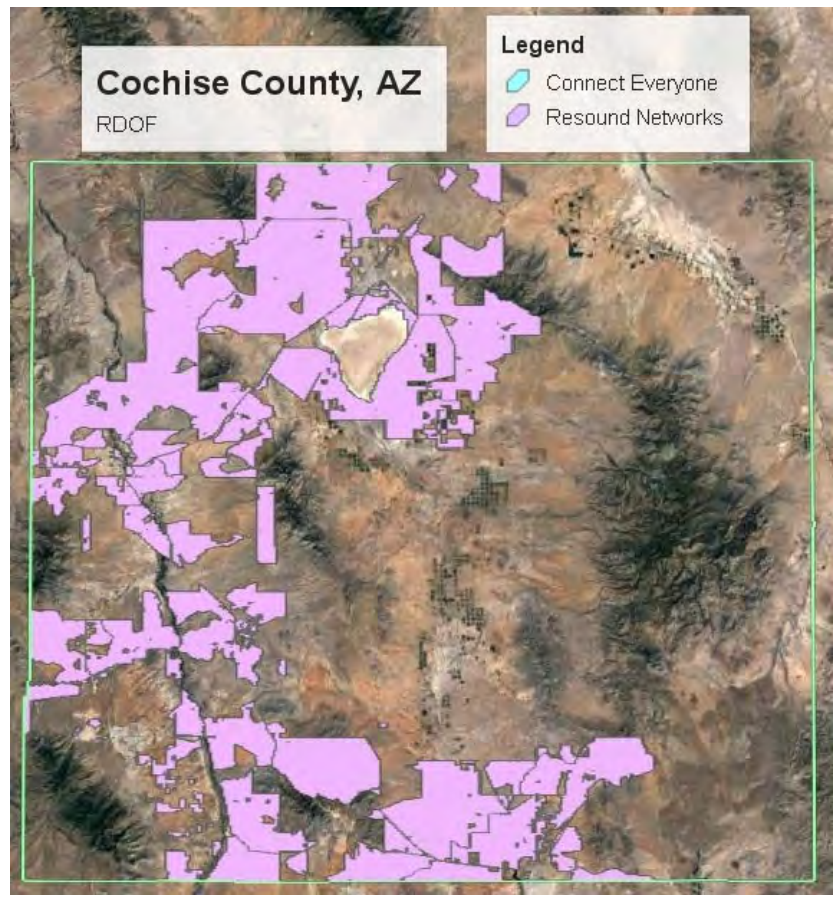 Cochise County, AZ
RDOF
Legend
Connect Everyone
Resound Networks